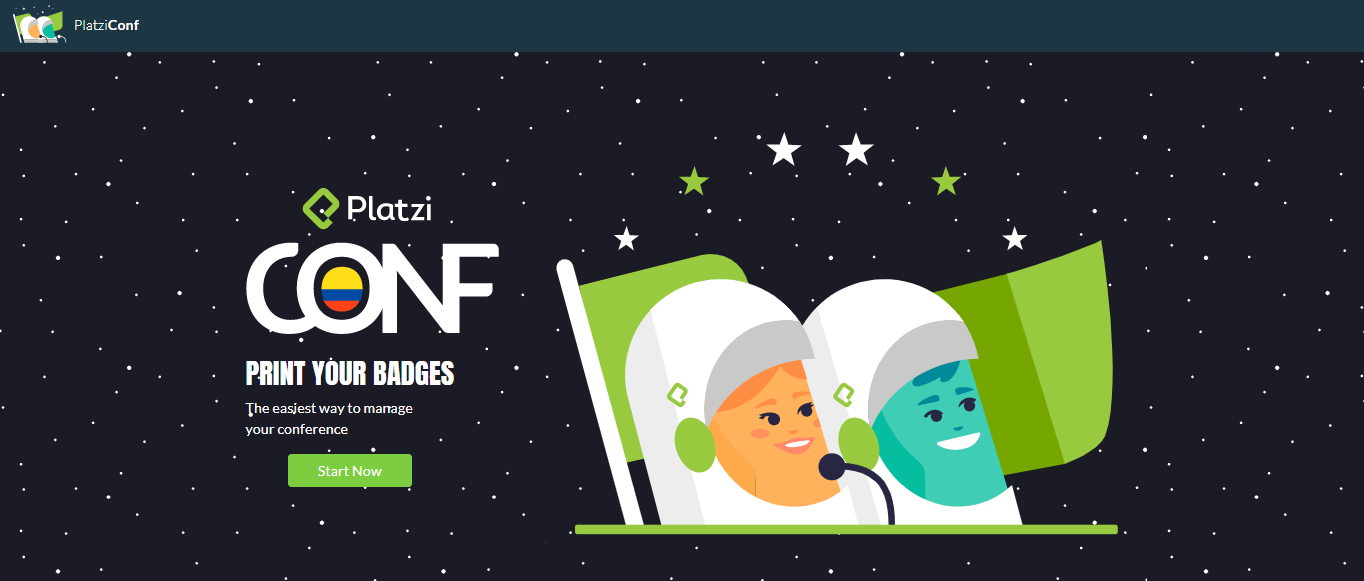 PlatziConf
Platzi
CONF
PRINT YOUR BADGES
The easiest way to manage
your conference
Start Now